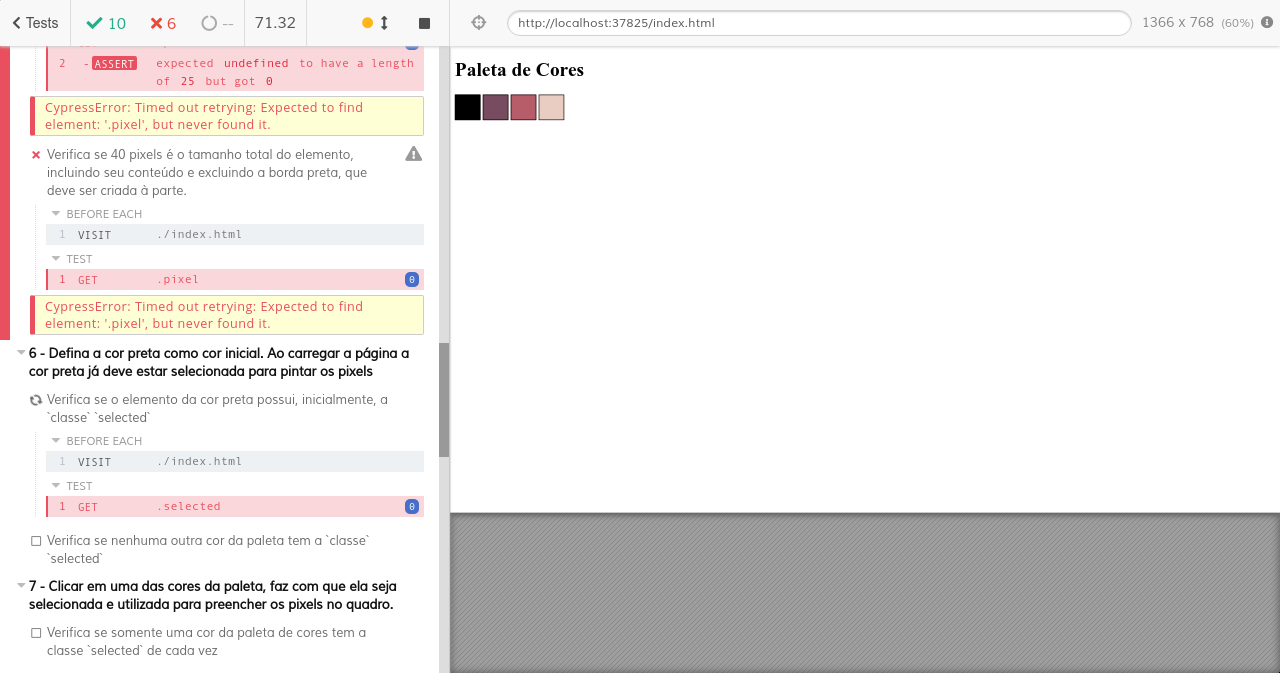 Tests 10 6 -- 71.32 http://localhost:37825/index.html 1366 x 768 (60%)
2 - ASSERT expected undefined to have a length
of 25 but got 0
CypressError: Timed out retrying: Expected to find
element: '.pixel', but never found it.
Verifica se 40 pixels é o tamanho total do elemento,
incluindo seu conteúdo e excluindo a borda preta, que
deve ser criada à parte.
BEFORE EACH
1 VISIT ./index.html
TEST
1 GET .pixel 0
CypressError: Timed out retrying: Expected to find
element: '.pixel', but never found it.
6 - Defina a cor preta como cor inicial. Ao carregar a página a
cor preta já deve estar selecionada para pintar os pixels
Verifica se o elemento da cor preta possui, inicialmente, a
`classe` `selected`
BEFORE EACH
1 VISIT ./index.html
TEST
1 GET .selected 0
Verifica se nenhuma outra cor da paleta tem a `classe`
`selected`
7 - Clicar em uma das cores da paleta, faz com que ela seja
selecionada e utilizada para preencher os pixels no quadro.
Verifica se somente uma cor da paleta de cores tem a
classe `selected` de cada vez
Paleta de Cores